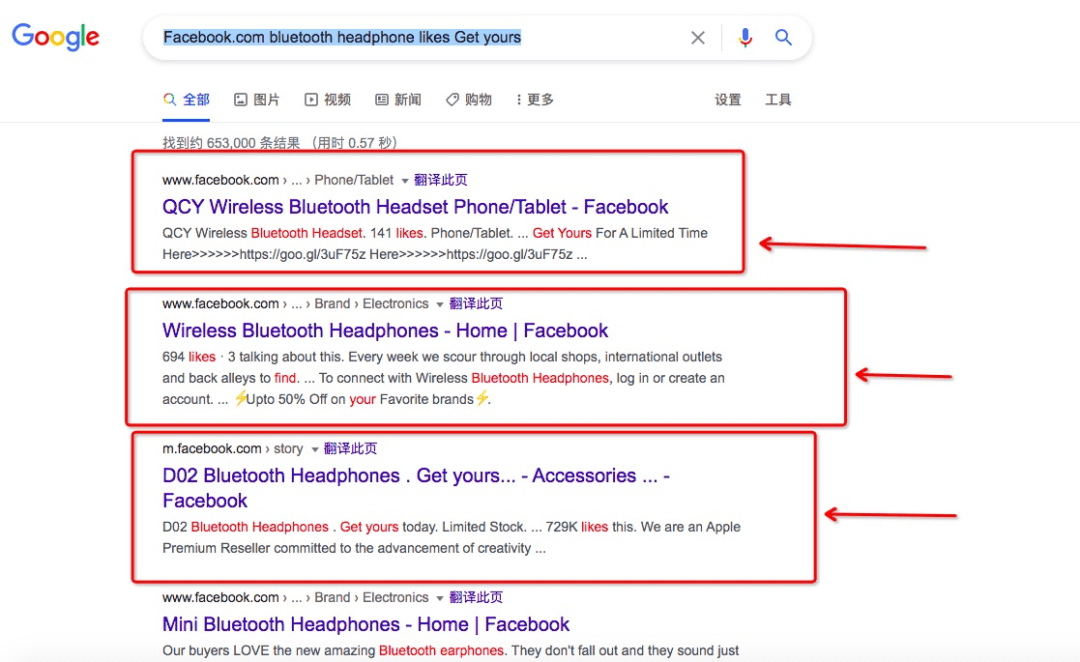 Google
Facebook.com bluetooth headphone likes Get yours
全部 图片 视频 新闻 购物 更多 设置 工具
找到约 653,000 条结果 （用时 0.57 秒）
www.facebook.com › ... › Phone/Tablet ▾ 翻译此页
QCY Wireless Bluetooth Headset Phone/Tablet - Facebook
QCY Wireless Bluetooth Headset. 141 likes. Phone/Tablet. ... Get Yours For A Limited Time
Here>>>>>>https://goo.gl/3uF75z Here>>>>>>https://goo.gl/3uF75z ...
www.facebook.com › ... › Brand › Electronics ▾ 翻译此页
Wireless Bluetooth Headphones - Home | Facebook
694 likes · 3 talking about this. Every week we scour through local shops, international outlets
and back alleys to find. ... To connect with Wireless Bluetooth Headphones, log in or create an
account. ... ⚡Upto 50% Off on your Favorite brands⚡.
m.facebook.com › story ▾ 翻译此页
D02 Bluetooth Headphones . Get yours... - Accessories ... -
Facebook
D02 Bluetooth Headphones . Get yours today. Limited Stock. ... 729K likes this. We are an Apple
Premium Reseller committed to the advancement of creativity ...
www.facebook.com › ... › Brand › Electronics ▾ 翻译此页
Mini Bluetooth Headphones - Home | Facebook
Our buyers LOVE the new amazing Bluetooth earphones. They don't fall out and they sound just